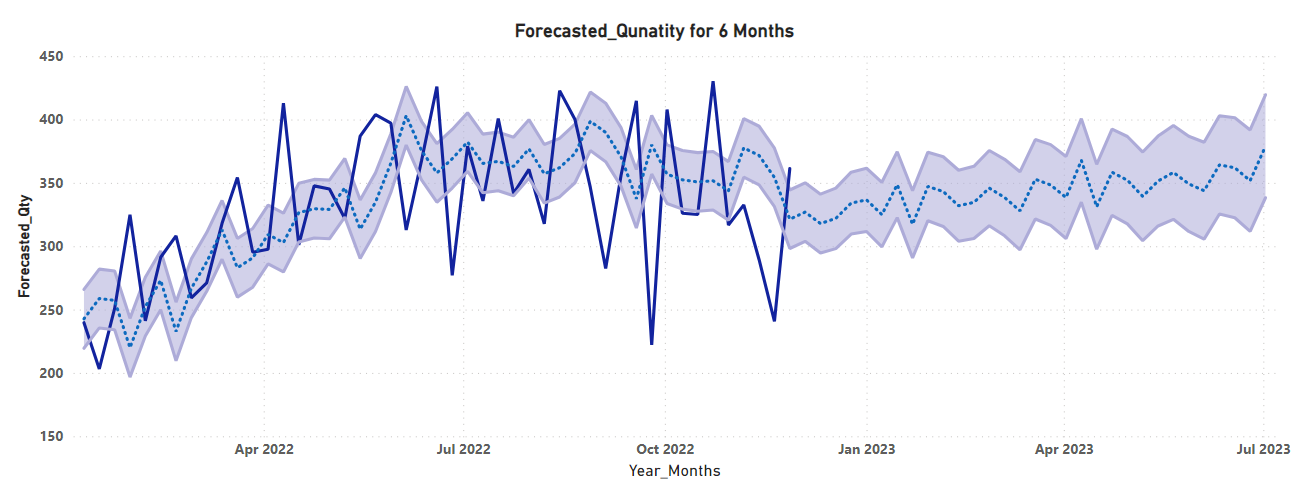 Forecasted_Qunatity for 6 Months
450
400
350
300
250
200
150
Forecasted_Qty
Apr 2022 Jul 2022 Oct 2022 Jan 2023 Apr 2023 Jul 2023
Year_Months